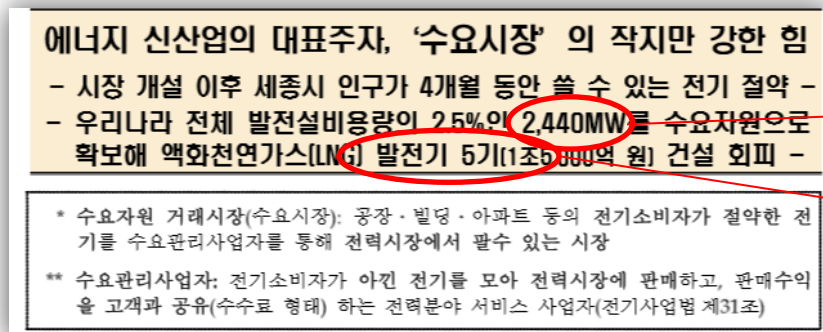 에너지 신산업의 대표주자, ‘수요시장’ 의 작지만 강한 힘
- 시장 개설 이후 세종시 인구가 4개월 동안 쓸 수 있는 전기 절약 -
- 우리나라 전체 발전설비용량의 2.5%인 2,440MW를 수요자원으로
확보해 액화천연가스(LNG) 발전기 5기(1조5,000억 원) 건설 회피 -
* 수요자원 거래시장(수요시장): 공장·빌딩·아파트 등의 전기소비자가 절약한 전
기를 수요관리사업자를 통해 전력시장에서 팔수 있는 시장
** 수요관리사업자: 전기소비자가 아낀 전기를 모아 전력시장에 판매하고, 판매수익
을 고객과 공유(수수료 형태) 하는 전력분야 서비스 사업자(전기사업법 제31조)